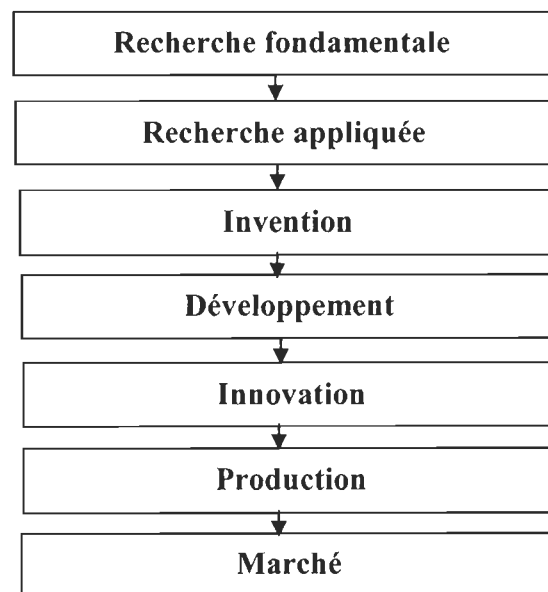 Recherche fondamentale
Recherche appliquée
Invention
Développement
Innovation
Production
Marché